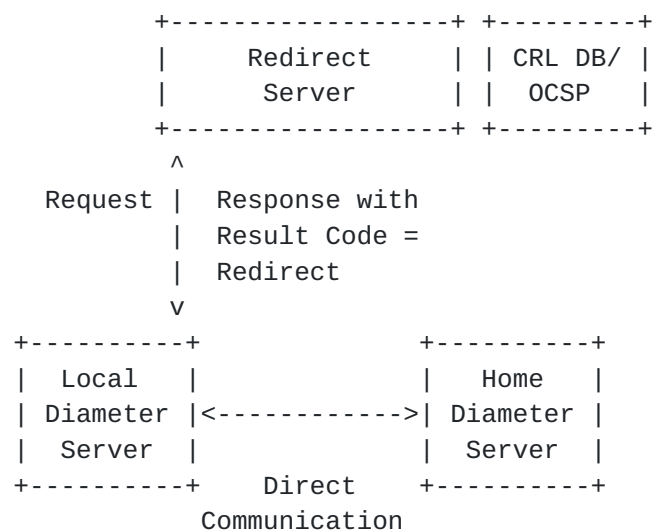 Redirect CRL DB/
Server OCSP
Request Response with
Result Code =
Redirect
Local Home
Diameter Diameter
Server Server
Direct
Communication